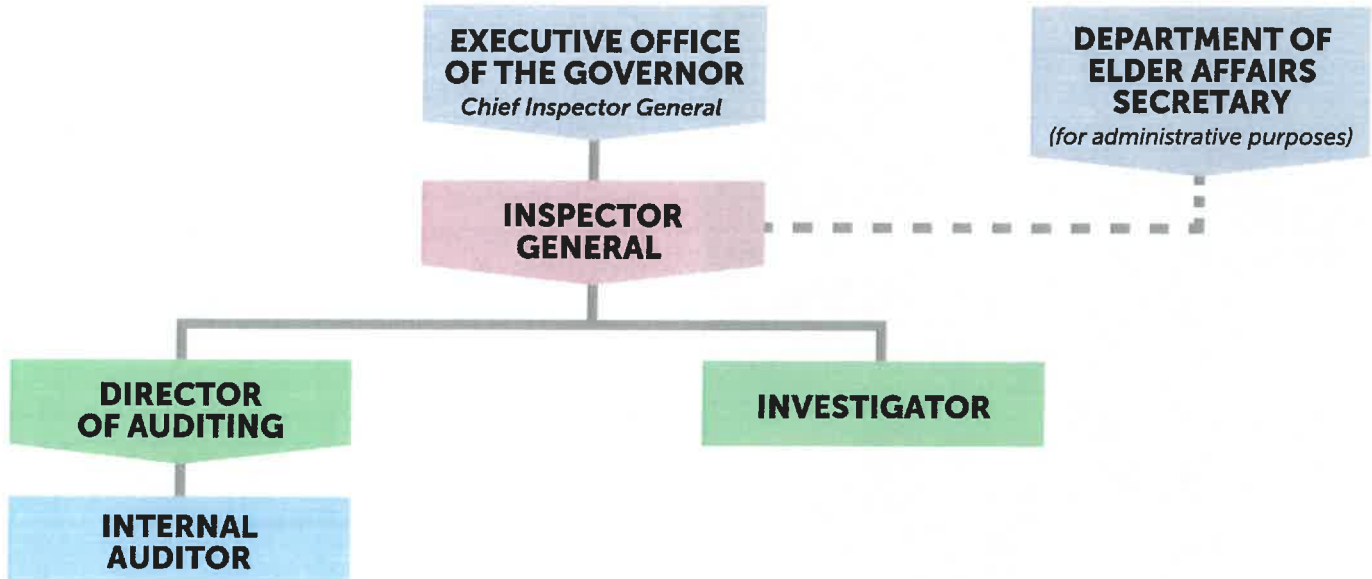 EXECUTIVE OFFICE
OF THE GOVERNOR
Chief Inspector General
DEPARTMENT OF
ELDER AFFAIRS
SECRETARY
(for administrative purposes)
INSPECTOR
GENERAL
DIRECTOR
OF AUDITING
INVESTIGATOR
INTERNAL
AUDITOR